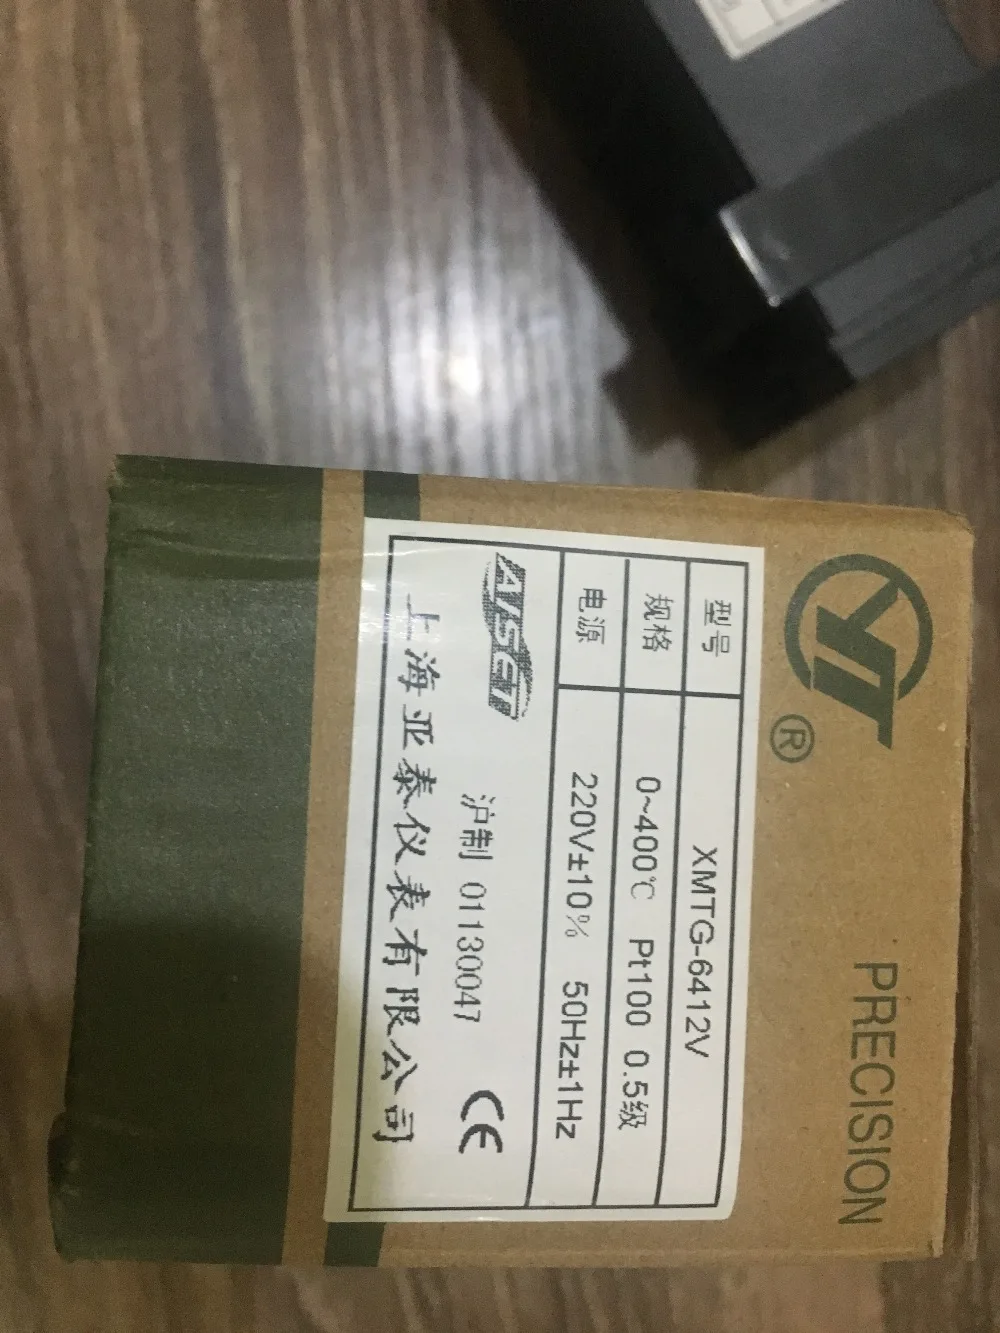 YT
®
PRECISION
型号 XMTG-6412V
规格 0~400℃ Pt100 0.5级
电源 220V±10% 50Hz±1Hz
AISET 沪制 01130047 CE
上海亚泰仪表有限公司